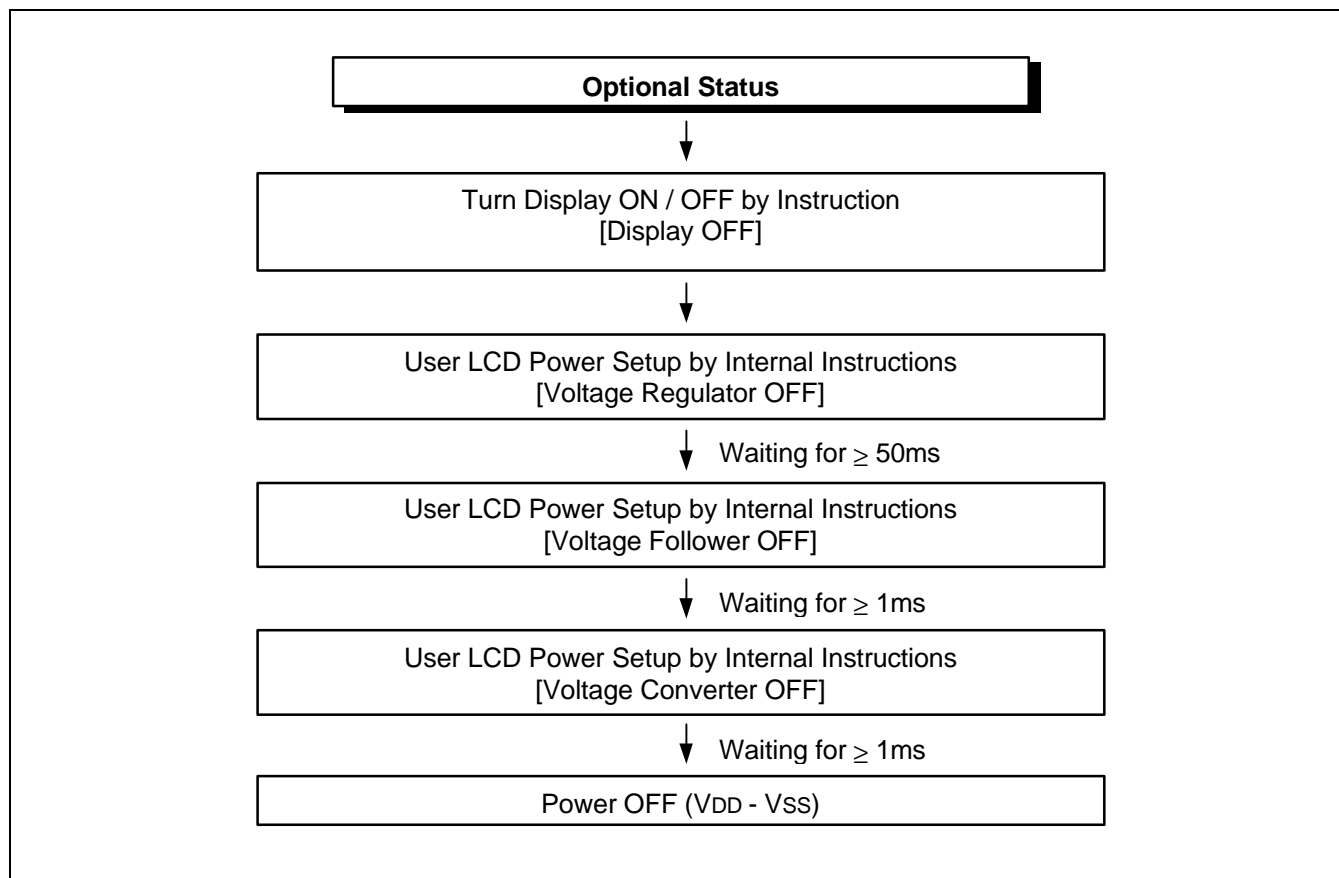 Optional Status
Turn Display ON / OFF by Instruction
[Display OFF]
User LCD Power Setup by Internal Instructions
[Voltage Regulator OFF]
Waiting for ≥ 50ms
User LCD Power Setup by Internal Instructions
[Voltage Follower OFF]
Waiting for ≥ 1ms
User LCD Power Setup by Internal Instructions
[Voltage Converter OFF]
Waiting for ≥ 1ms
Power OFF (VDD - VSS)